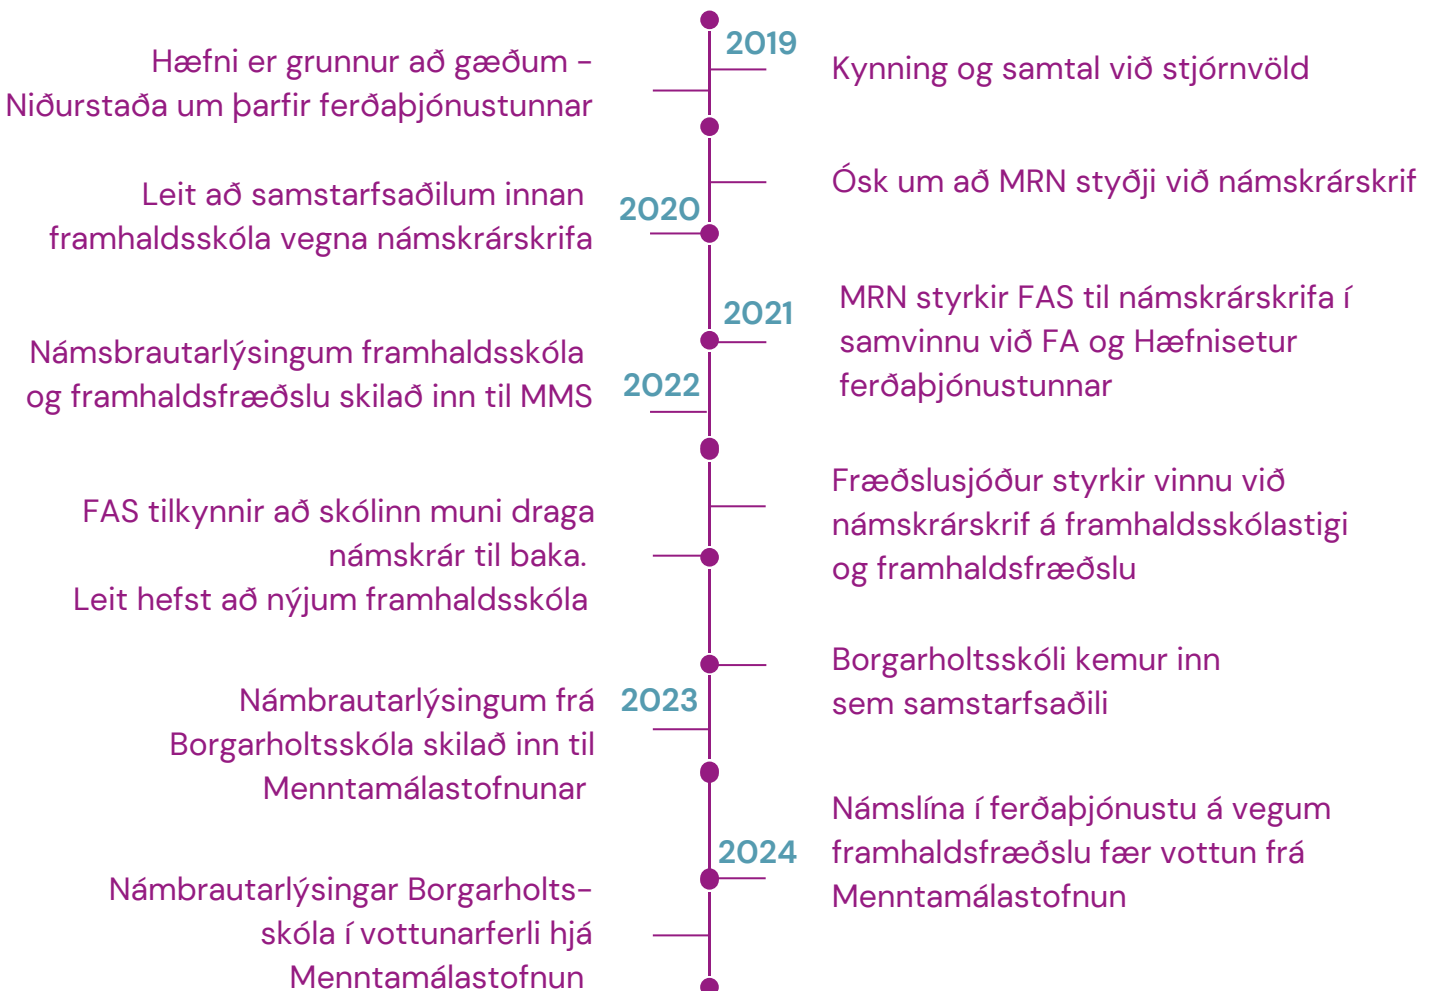 2019
Hæfni er grunnur að gæðum -
Niðurstaða um þarfir ferðaþjónustunnar
Kynning og samtal við stjórnvöld
Ósk um að MRN styðji við námskrárskrif
2020
Leit að samstarfsaðilum innan
framhaldsskóla vegna námskrárskrifa
2021
MRN styrkir FAS til námskrárskrifa í
samvinnu við FA og Hæfnisetur
ferðaþjónustunnar
2022
Námsbrautarlýsingum framhaldsskóla
og framhaldsfræðslu skilað inn til MMS
Fræðslusjóður styrkir vinnu við
námskrárskrif á framhaldsskólastigi
og framhaldsfræðslu
FAS tilkynnir að skólinn muni draga
námskrár til baka.
Leit hefst að nýjum framhaldsskóla
Borgarholtsskóli kemur inn
sem samstarfsaðili
2023
Námbrautarlýsingum frá
Borgarholtsskóla skilað inn til
Menntamálastofnunar
2024
Námslína í ferðaþjónustu á vegum
framhaldsfræðslu fær vottun frá
Menntamálastofnun
Námbrautarlýsingar Borgarholts-
skóla í vottunarferli hjá
Menntamálastofnun